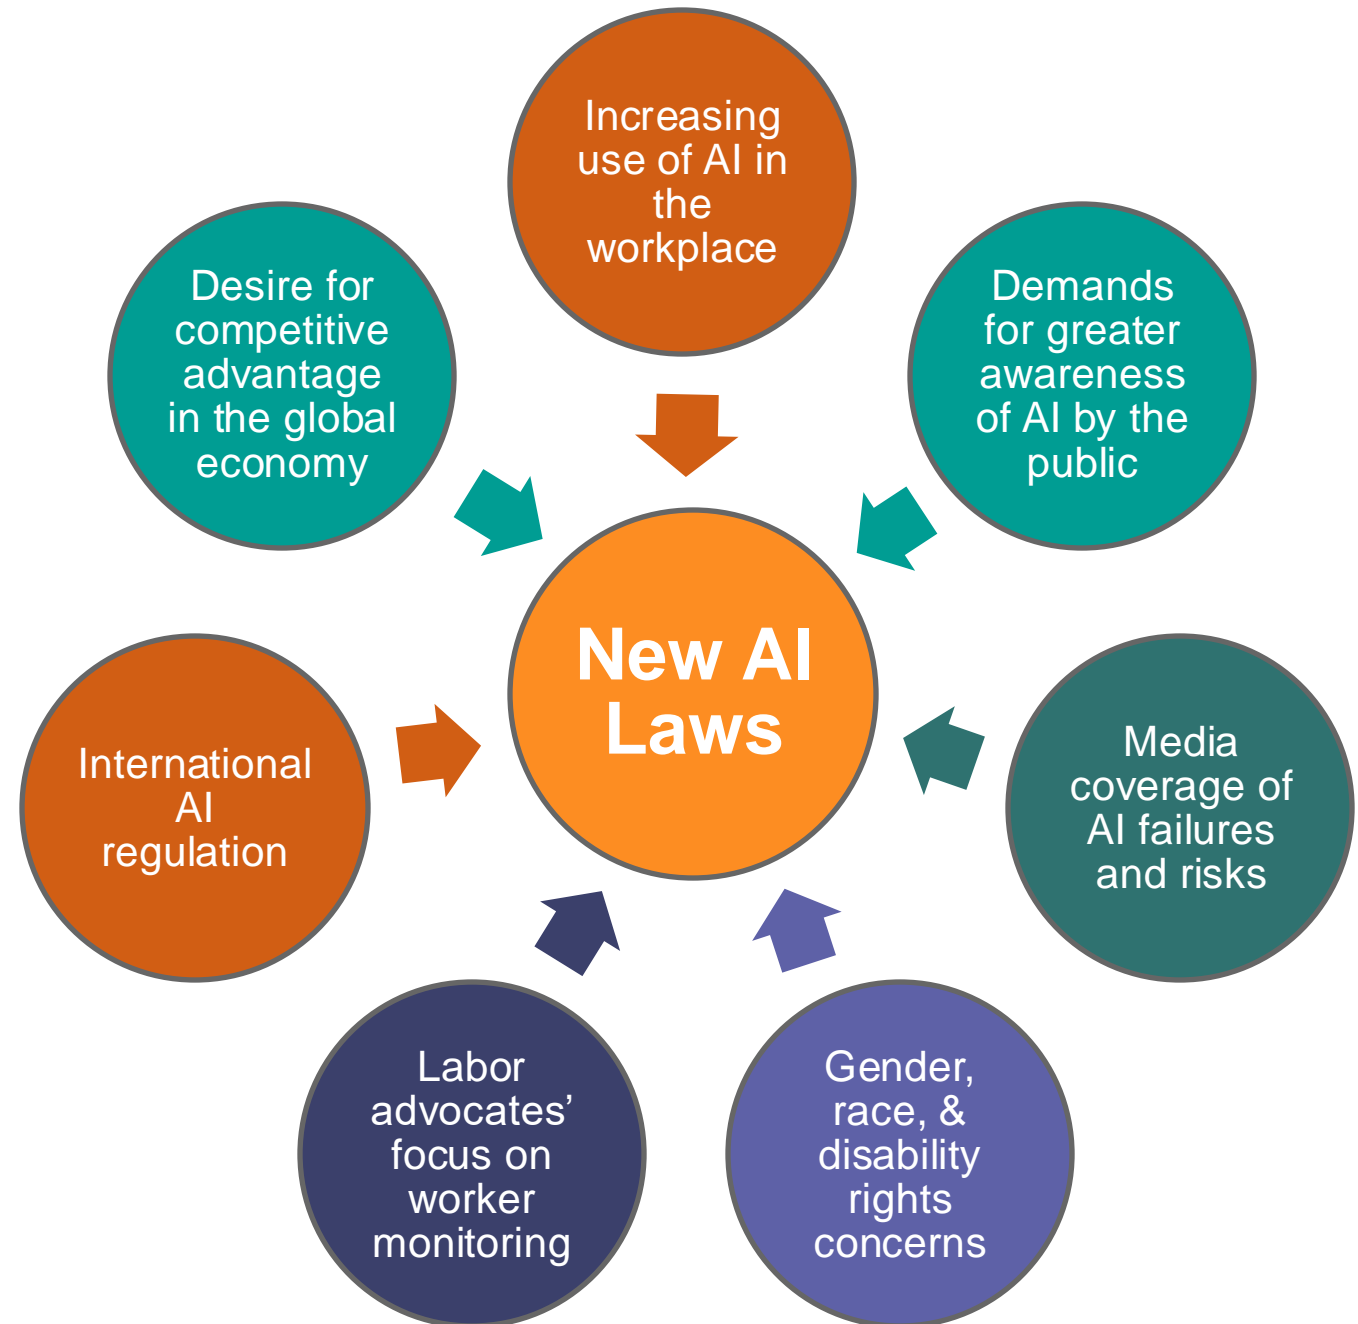 Increasing
use of AI in
the
workplace
Demands
for greater
awareness
of AI by the
public
Media
coverage of
AI failures
and risks
Gender,
race, &
disability
rights
concerns
Labor
advocates’
focus on
worker
monitoring
International
AI
regulation
Desire for
competitive
advantage
in the global
economy
New AI
Laws